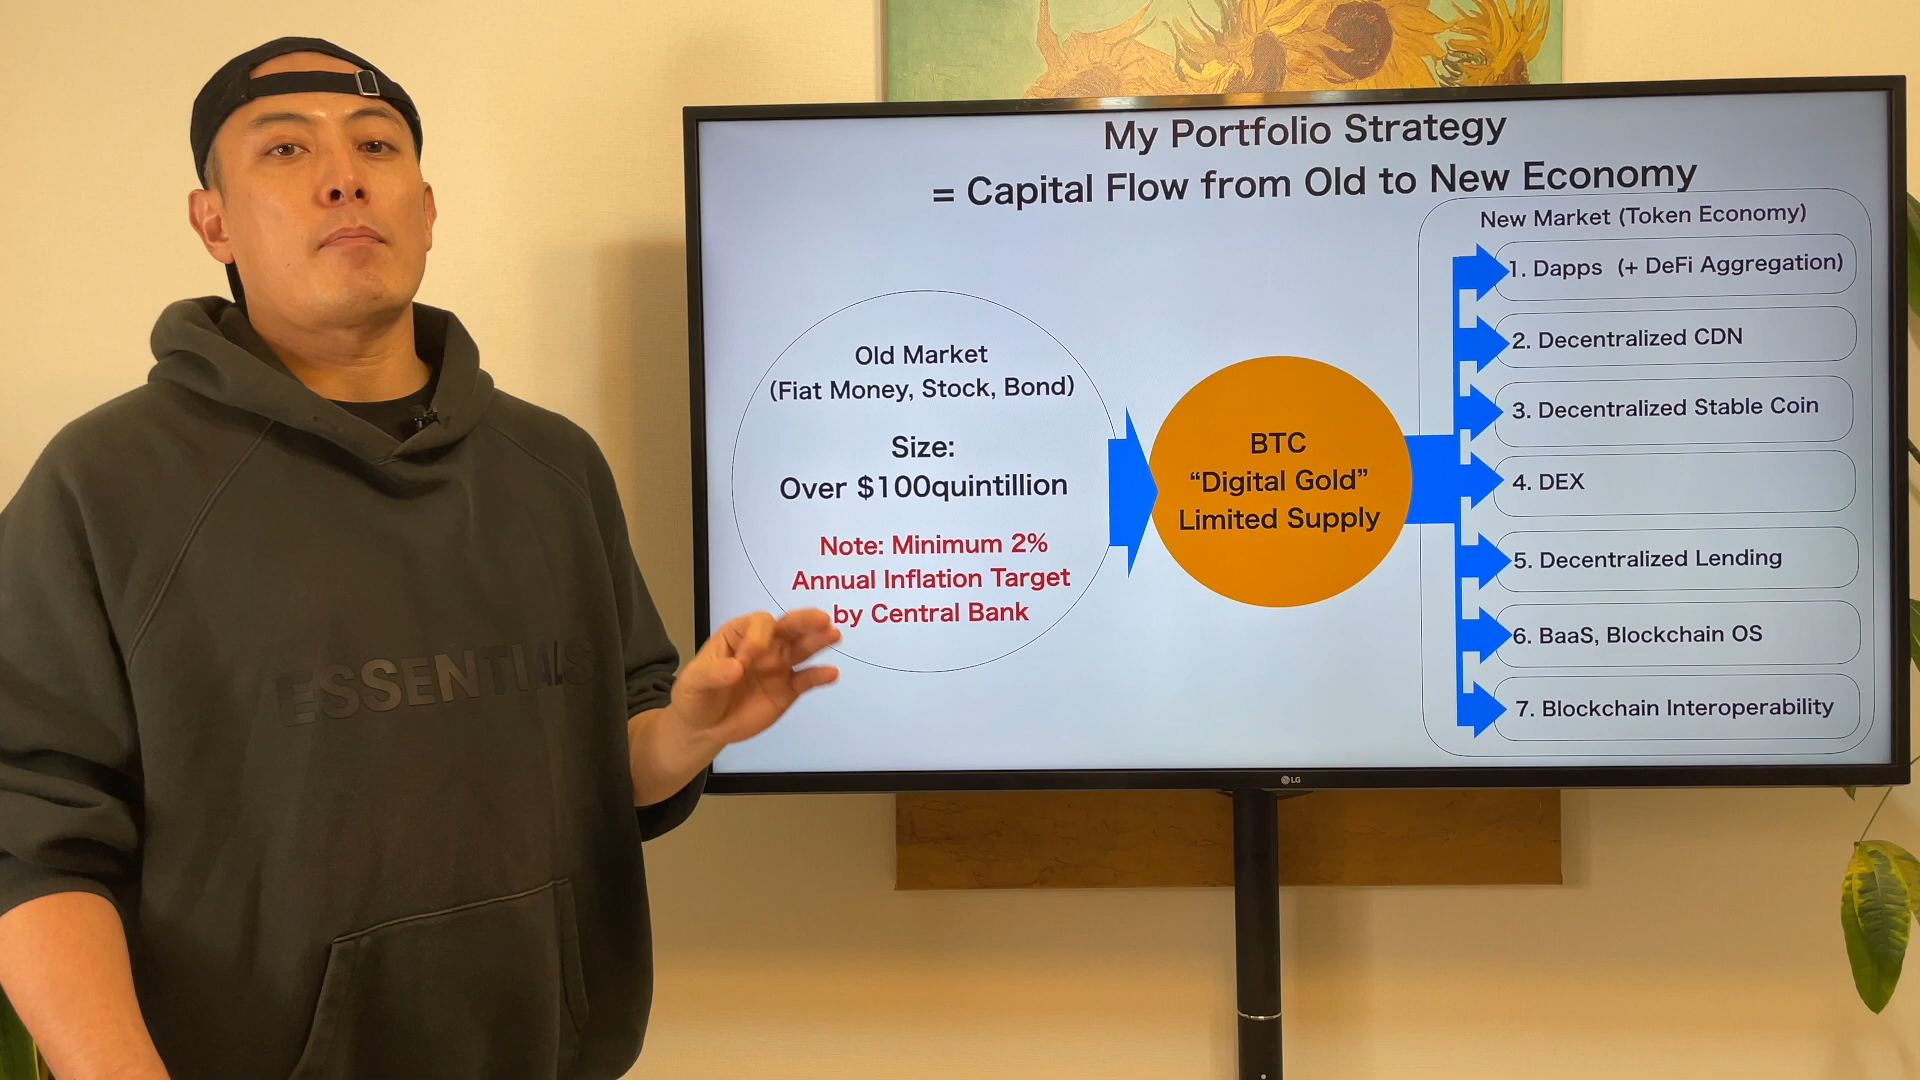 My Portfolio Strategy
= Capital Flow from Old to New Economy
Old Market
(Fiat Money, Stock, Bond)
Size:
Over $100quintillion
Note: Minimum 2%
Annual Inflation Target
by Central Bank
BTC
“Digital Gold”
Limited Supply
New Market (Token Economy)
1. Dapps (+ DeFi Aggregation)
2. Decentralized CDN
3. Decentralized Stable Coin
4. DEX
5. Decentralized Lending
6. BaaS, Blockchain OS
7. Blockchain Interoperability
LG
ESSENTIALS